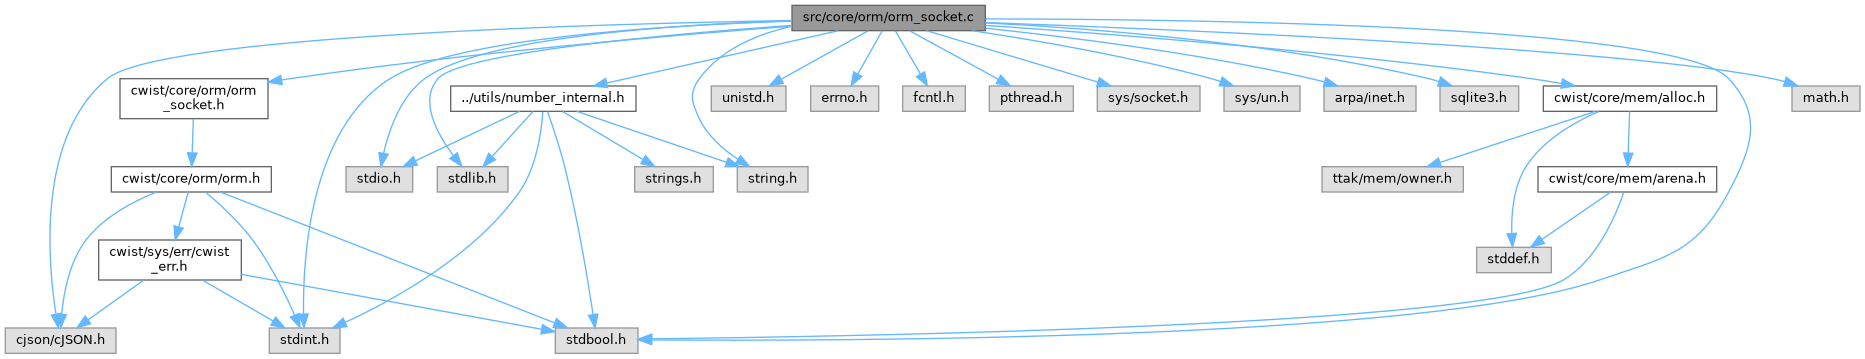 src/core/orm/orm_socket.c
cwist/core/orm/orm
_socket.h
../utils/number_internal.h
unistd.h
errno.h
fcntl.h
pthread.h
sys/socket.h
sys/un.h
arpa/inet.h
sqlite3.h
cwist/core/mem/alloc.h
math.h
cwist/core/orm/orm.h
stdio.h
stdlib.h
strings.h
string.h
ttak/mem/owner.h
cwist/core/mem/arena.h
cwist/sys/err/cwist
_err.h
stddef.h
cjson/cJSON.h
stdint.h
stdbool.h